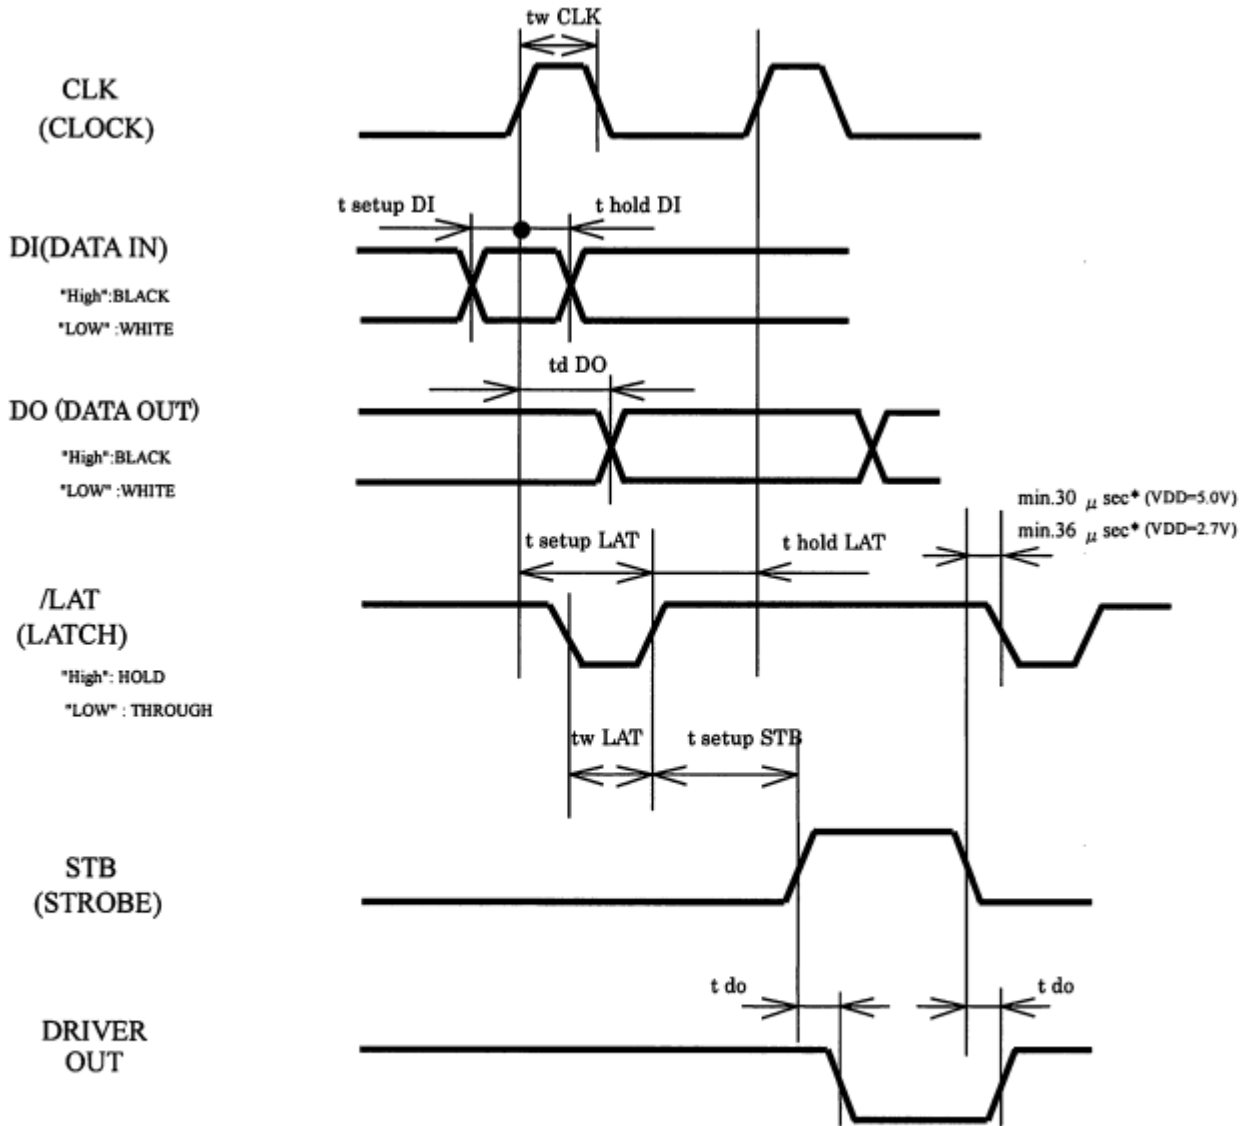 tw CLK
CLK
(CLOCK)
t setup DI
t hold DI
DI(DATA IN)
"High":BLACK
"LOW" :WHITE
td DO
DO (DATA OUT)
"High":BLACK
"LOW" :WHITE
min.30 μ sec* (VDD=5.0V)
min.36 μ sec* (VDD=2.7V)
t setup LAT
t hold LAT
/LAT
(LATCH)
"High": HOLD
"LOW" : THROUGH
tw LAT
t setup STB
STB
(STROBE)
t do
t do
DRIVER
OUT